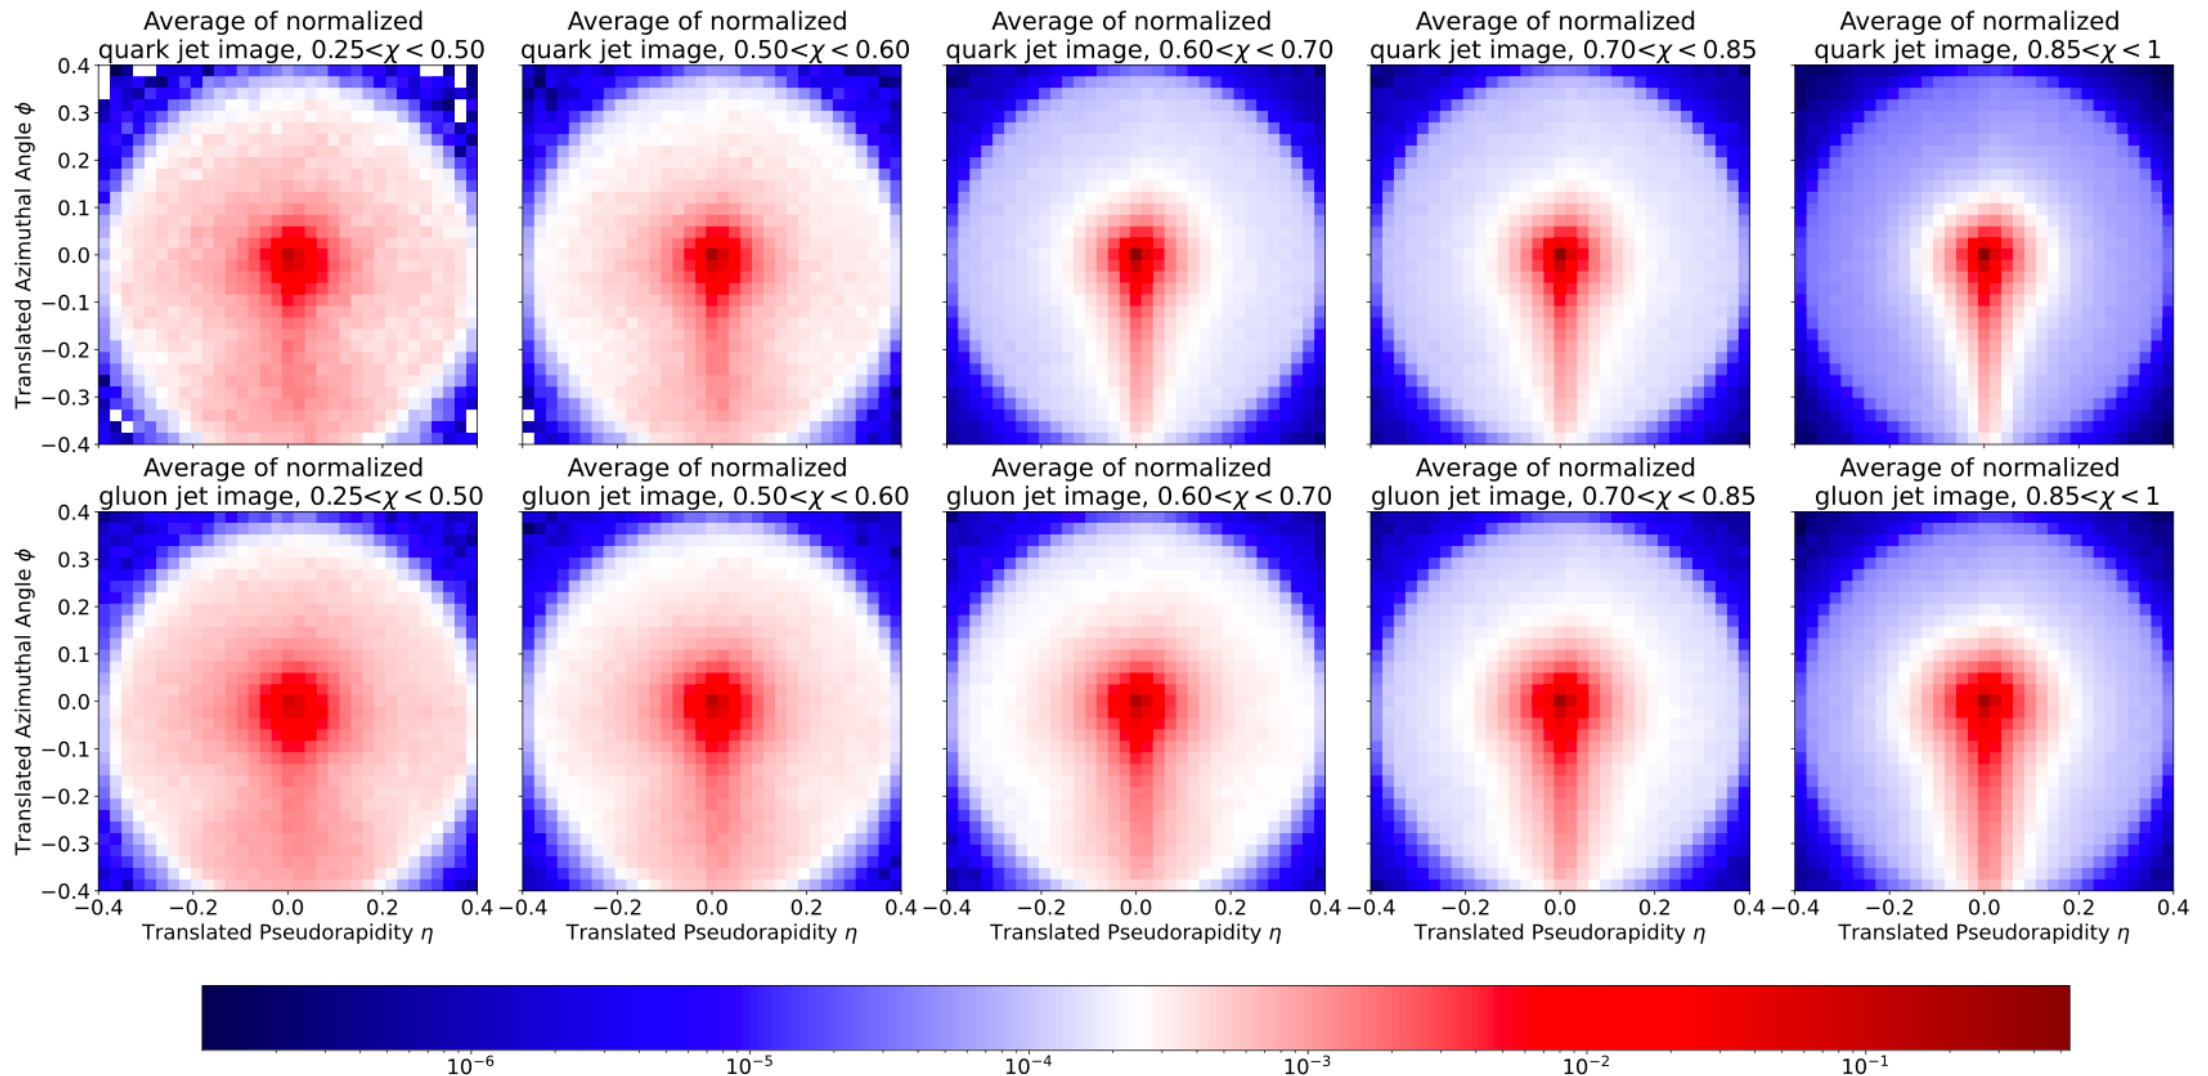 Average of normalized
quark jet image, 0.25<χ< 0.50
Average of normalized
quark jet image, 0.50<χ< 0.60
Average of normalized
quark jet image, 0.60<χ< 0.70
Average of normalized
quark jet image, 0.70<χ< 0.85
Average of normalized
quark jet image, 0.85<χ< 1
Translated Azimuthal Angle ϕ
0.4
0.3
0.2
0.1
0.0
−0.1
−0.2
−0.3
−0.4
Average of normalized
gluon jet image, 0.25<χ< 0.50
Average of normalized
gluon jet image, 0.50<χ< 0.60
Average of normalized
gluon jet image, 0.60<χ< 0.70
Average of normalized
gluon jet image, 0.70<χ< 0.85
Average of normalized
gluon jet image, 0.85<χ< 1
Translated Azimuthal Angle ϕ
0.4
0.3
0.2
0.1
0.0
−0.1
−0.2
−0.3
−0.4
−0.4 −0.2 0.0 0.2 0.4
Translated Pseudorapidity η
−0.4 −0.2 0.0 0.2 0.4
Translated Pseudorapidity η
−0.4 −0.2 0.0 0.2 0.4
Translated Pseudorapidity η
−0.4 −0.2 0.0 0.2 0.4
Translated Pseudorapidity η
−0.4 −0.2 0.0 0.2 0.4
Translated Pseudorapidity η
10⁻⁶ 10⁻⁵ 10⁻⁴ 10⁻³ 10⁻² 10⁻¹